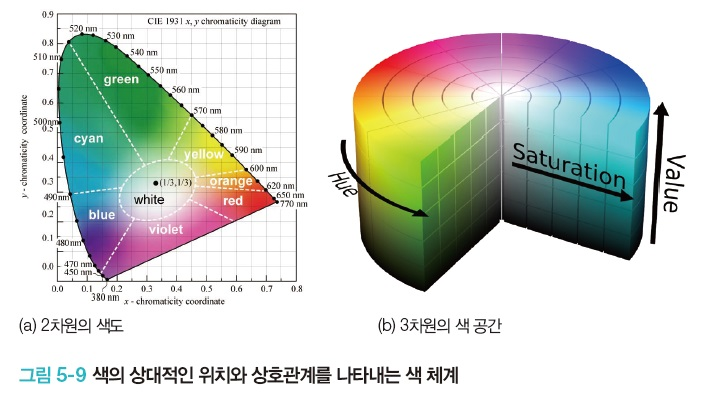 CIE 1931 x, y chromaticity diagram
0.9
0.8
0.7
0.6
0.5
0.4
0.3
0.2
0.1
0.0
y - chromaticity coordinate
520 nm
530 nm
510 nm
540 nm
550 nm
560 nm
500nm
570 nm
580 nm
590 nm
600 nm
620 nm
650 nm
770 nm
490nm
480nm
470 nm
450 nm
380 nm
green
cyan
yellow
orange
red
(1/3,1/3)
white
blue
violet
0.0 0.1 0.2 0.3 0.4 0.5 0.6 0.7 0.8
x - chromaticity coordinate
Hue
Saturation
Value
(a) 2차원의 색도
(b) 3차원의 색 공간
그림 5-9 색의 상대적인 위치와 상호관계를 나타내는 색 체계